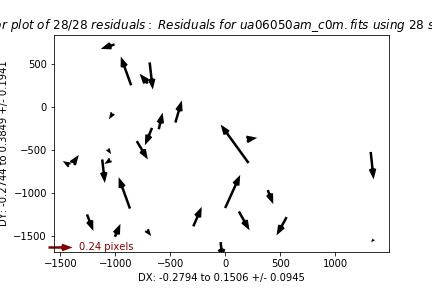 or plot of 28/28 residuals : Residuals for ua06050am_c0m.fits using 28 s
DY: -0.2744 to 0.3849 +/- 0.1941
500
0
−500
−1000
−1500
0.24 pixels
−1500 −1000 −500 0 500 1000
DX: -0.2794 to 0.1506 +/- 0.0945